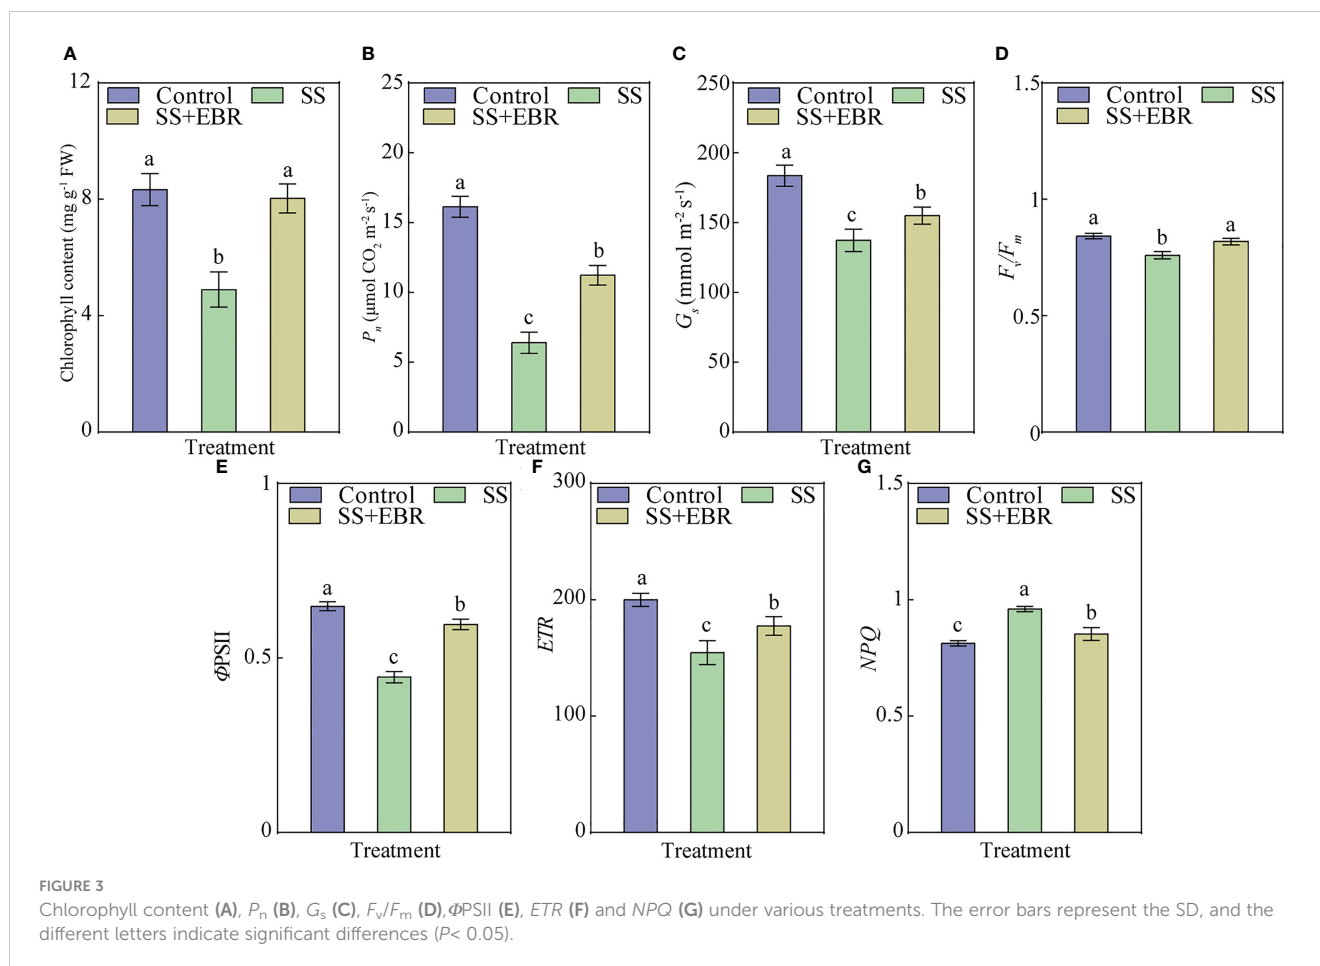 A
12
8
4
0
Chlorophyll content (mg g⁻¹ FW)
Control SS
SS+EBR
a
b
a
Treatment
B
25
20
15
10
5
0
Pₙ (μmol CO₂ m⁻² s⁻¹)
Control SS
SS+EBR
a
c
b
Treatment
C
250
200
150
100
50
0
Gₛ (mmol m⁻² s⁻¹)
Control SS
SS+EBR
a
c
b
Treatment
D
1.5
1
0.5
0
Fᵥ/Fₘ
Control SS
SS+EBR
a
b
a
E
1
0.5
0
ΦPSII
Control SS
SS+EBR
a
c
b
Treatment
F
300
200
100
0
ETR
Control SS
SS+EBR
a
c
b
Treatment
G
1.5
1
0.5
0
NPQ
Control SS
SS+EBR
c
a
b
Treatment
FIGURE 3
Chlorophyll content (A), Pₙ (B), Gₛ (C), Fᵥ/Fₘ (D),ΦPSII (E), ETR (F) and NPQ (G) under various treatments. The error bars represent the SD, and the
different letters indicate significant differences (P< 0.05).